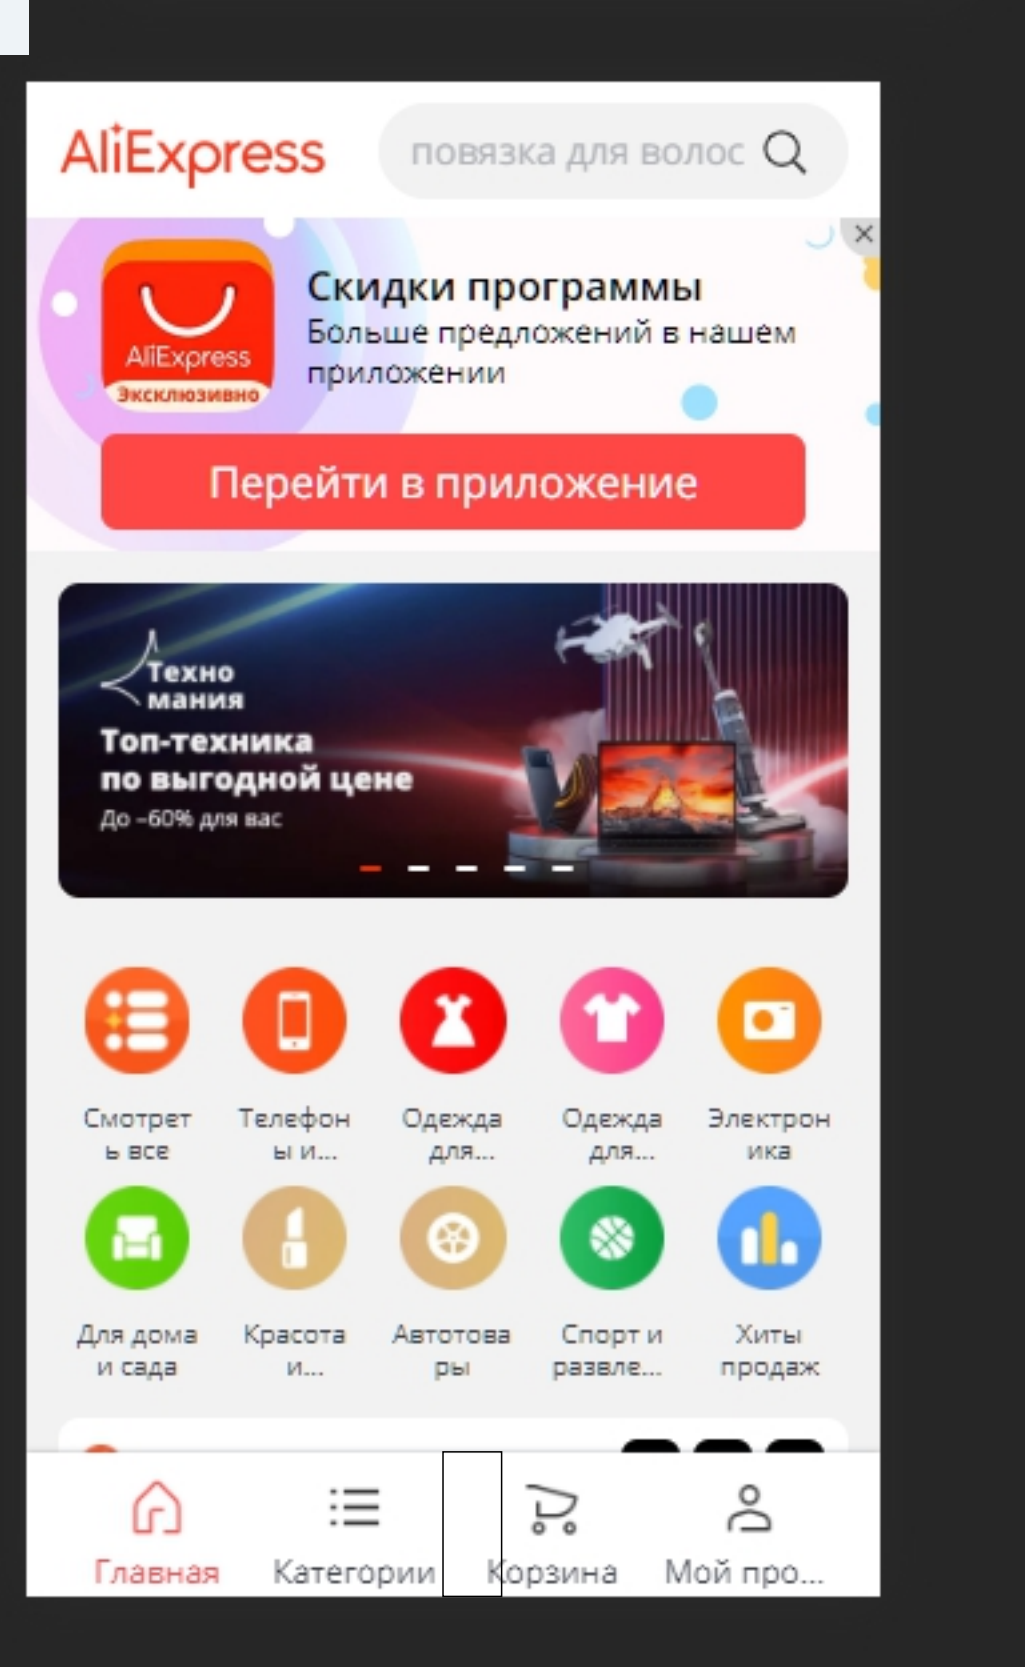 AliExpress
повязка для волос
Скидки программы
Больше предложений в нашем
приложении
AliExpress
Эксклюзивно
Перейти в приложение
Техно
мания
Топ-техника
по выгодной цене
До –60% для вас
Смотрет
ь все
Телефон
ы и...
Одежда
для...
Одежда
для...
Электрон
ика
Для дома
и сада
Красота
и...
Автотова
ры
Спорт и
развле...
Хиты
продаж
Главная
Категории
Корзина
Мой про...